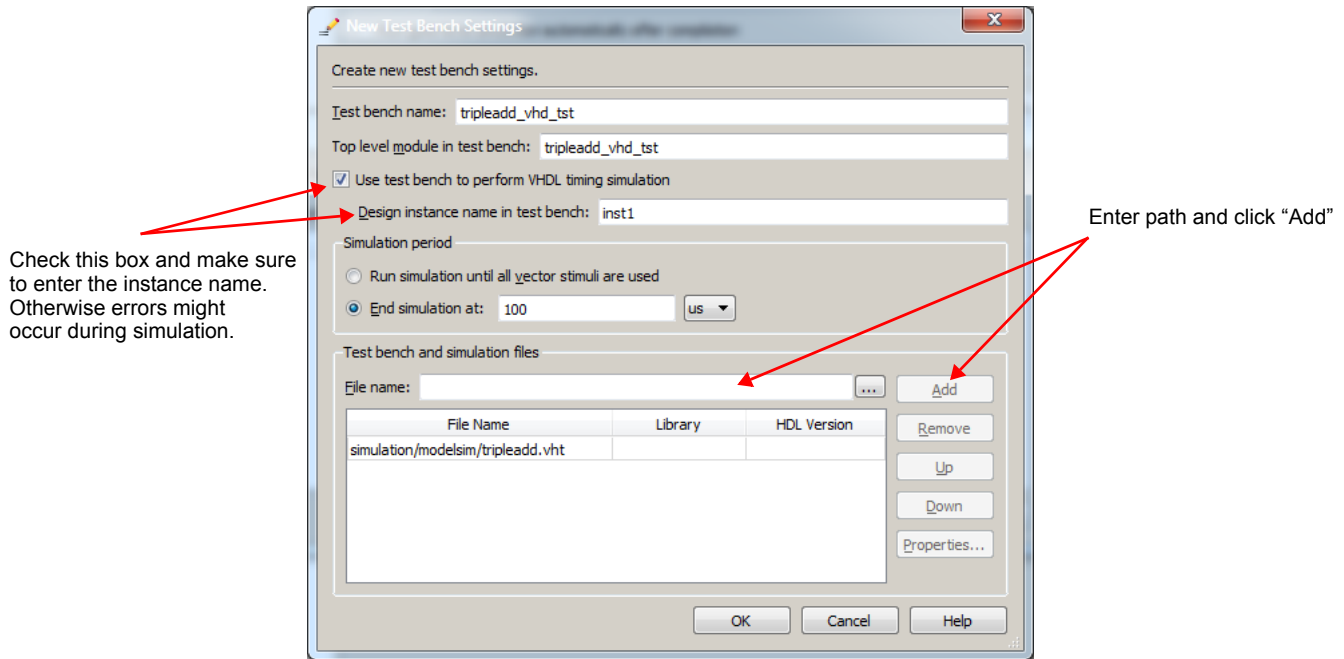 New Test Bench Settings
automatically after completion
Create new test bench settings.
Test bench name: tripleadd_vhd_tst
Top level module in test bench: tripleadd_vhd_tst
Use test bench to perform VHDL timing simulation
Design instance name in test bench: inst1
Check this box and make sure
to enter the instance name.
Otherwise errors might
occur during simulation.
Enter path and click “Add”
Simulation period
Run simulation until all vector stimuli are used
End simulation at: 100 us
Test bench and simulation files
File name: ... Add
File Name Library HDL Version Remove
simulation/modelsim/tripleadd.vht
Up
Down
Properties...
OK Cancel Help